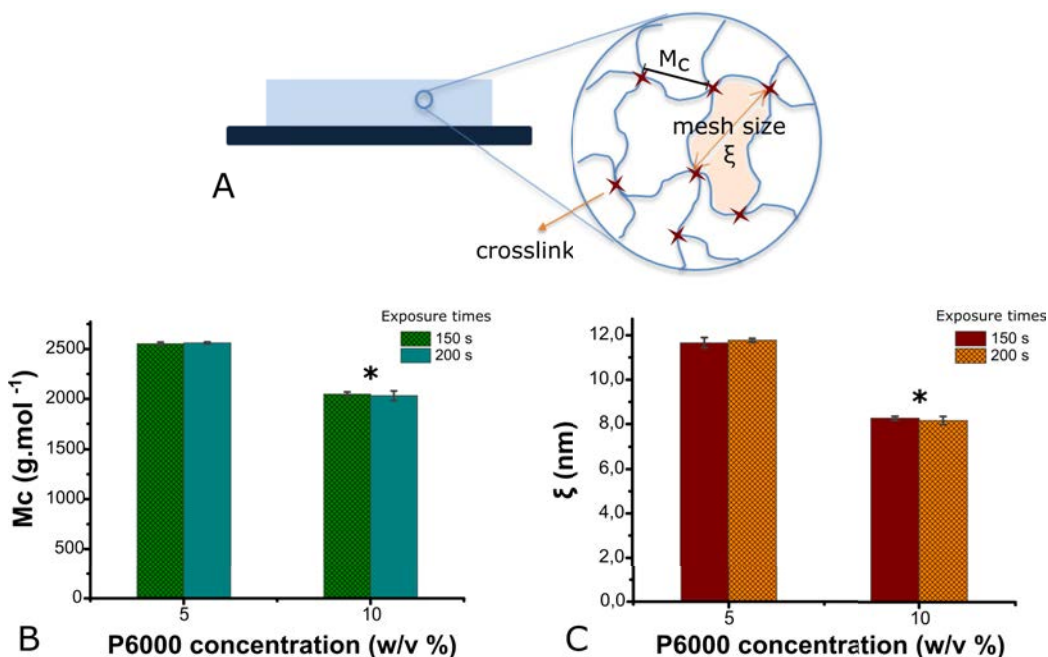 Mc
mesh size
ξ
A
crosslink
Exposure times
150 s
200 s
2500
2000
1500
1000
500
0
Mc (g.mol -1)
*
5
10
P6000 concentration (w/v %)
B
Exposure times
150 s
200 s
12,0
10,0
8,0
6,0
4,0
2,0
0,0
ξ (nm)
*
5
10
P6000 concentration (w/v %)
C